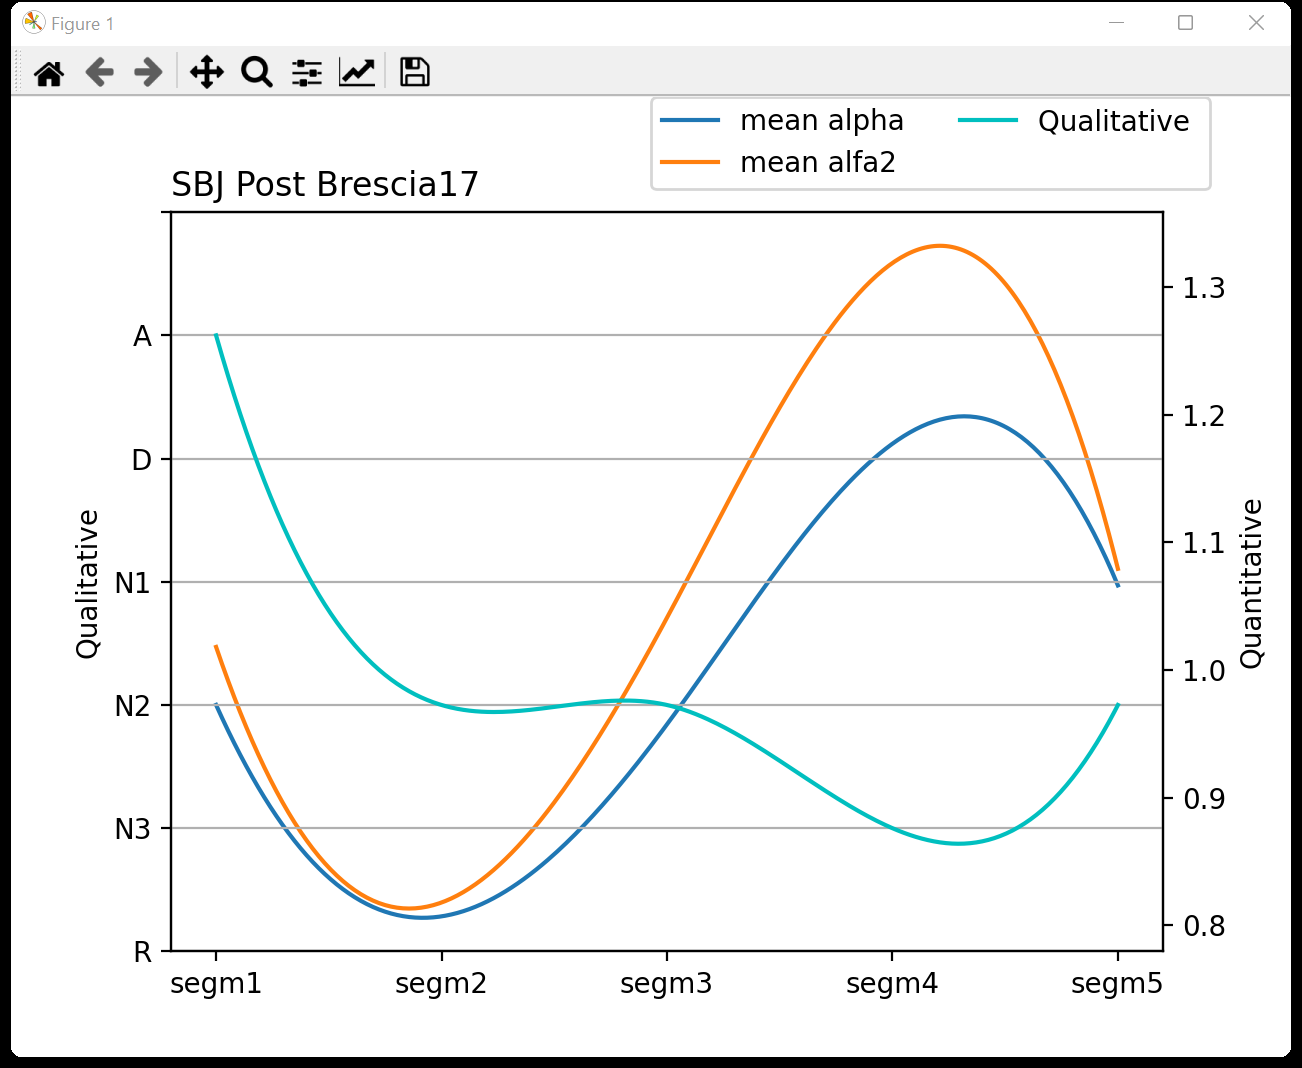 Figure 1
mean alpha
mean alfa2
Qualitative
SBJ Post Brescia17
A
D
N1
N2
N3
R
Qualitative
1.3
1.2
1.1
1.0
0.9
0.8
Quantitative
segm1 segm2 segm3 segm4 segm5